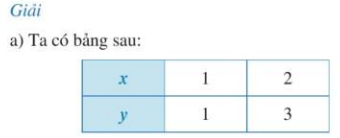 Giải
a) Ta có bảng sau:
x 1 2
y 1 3